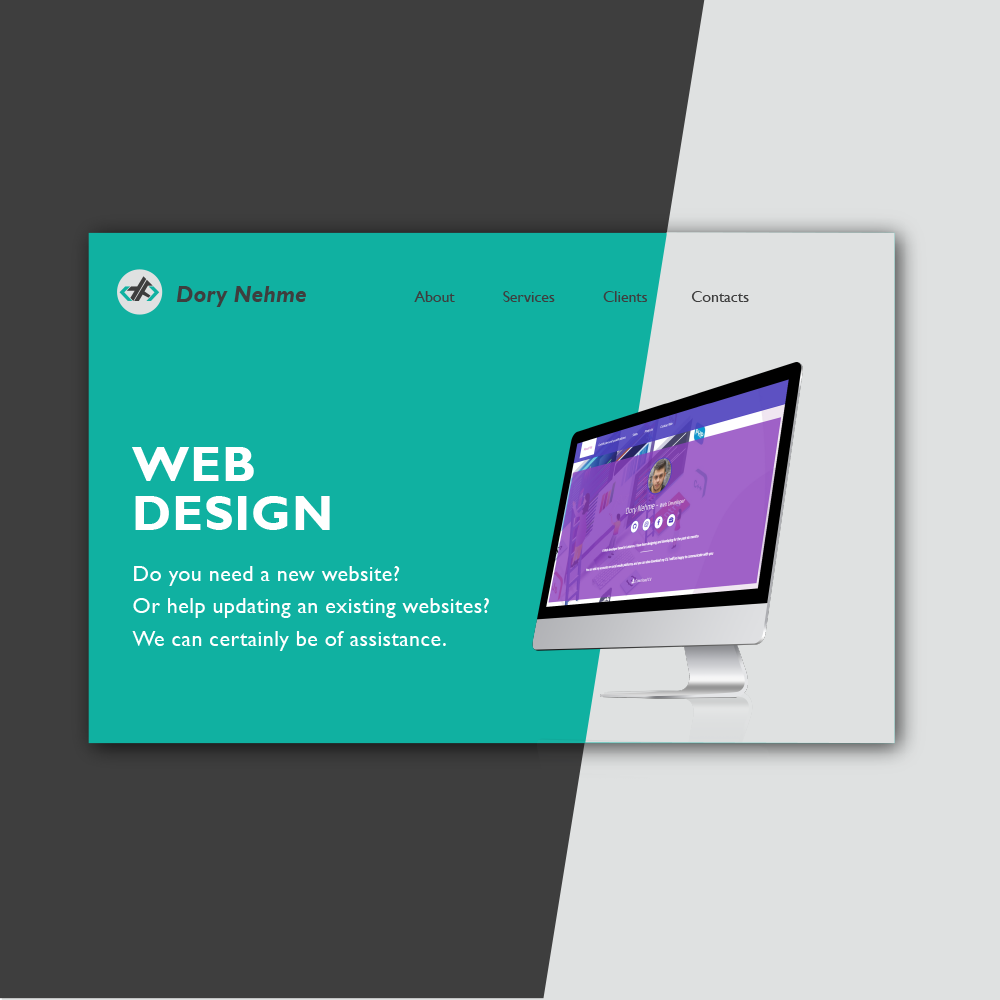 Dory Nehme
About Services Clients Contacts
WEB
DESIGN
Do you need a new website?
Or help updating an existing websites?
We can certainly be of assistance.
Dory Nehme - Web Developer